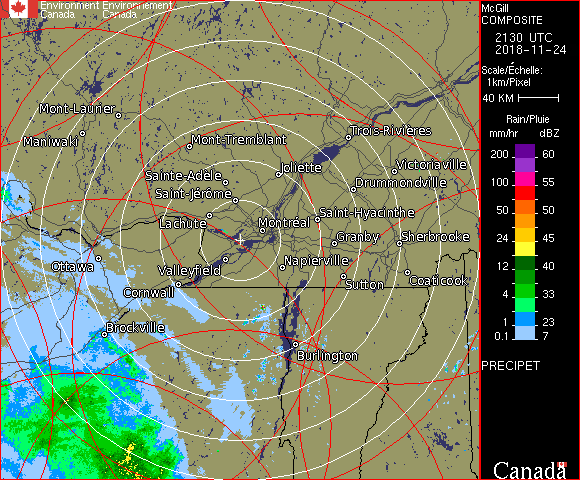 Environment Environnement
Canada Canada
McGill
COMPOSITE
2130 UTC
2018-11-24
Scale/Échelle:
1km/Pixel
40 KM
Rain/Pluie
mm/hr dBZ
200 60
100 55
50 50
24 45
12 40
4 33
1 23
0.1 7
PRECIPET
Canada
Mont-Laurier
Maniwaki
Mont-Tremblant
Trois-Rivières
Joliette
Victoriaville
Sainte-Adèle
Drummondville
Saint-Jérôme
Saint-Hyacinthe
Lachute
Montréal
Granby
Sherbrooke
Ottawa
Valleyfield
Napierville
Cornwall
Sutton
Coaticook
Brockville
Burlington